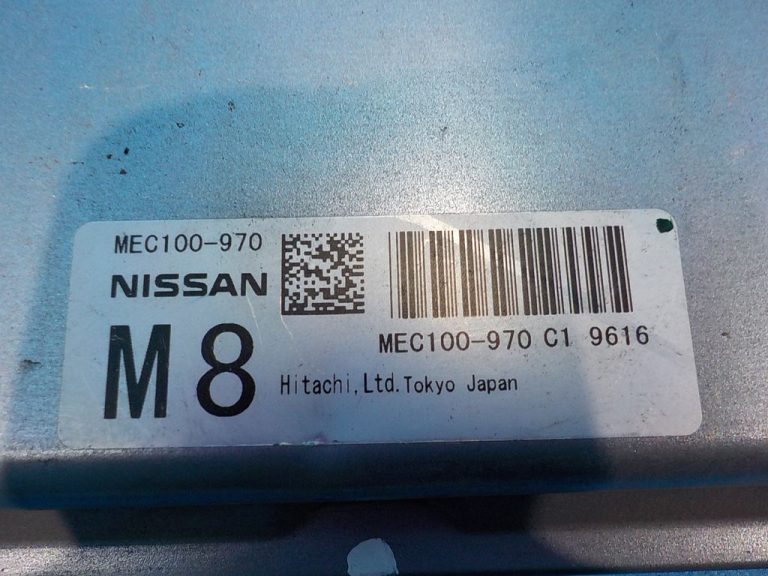 MEC100-970
NISSAN
M8
MEC100-970 C1 9616
Hitachi,Ltd.Tokyo Japan